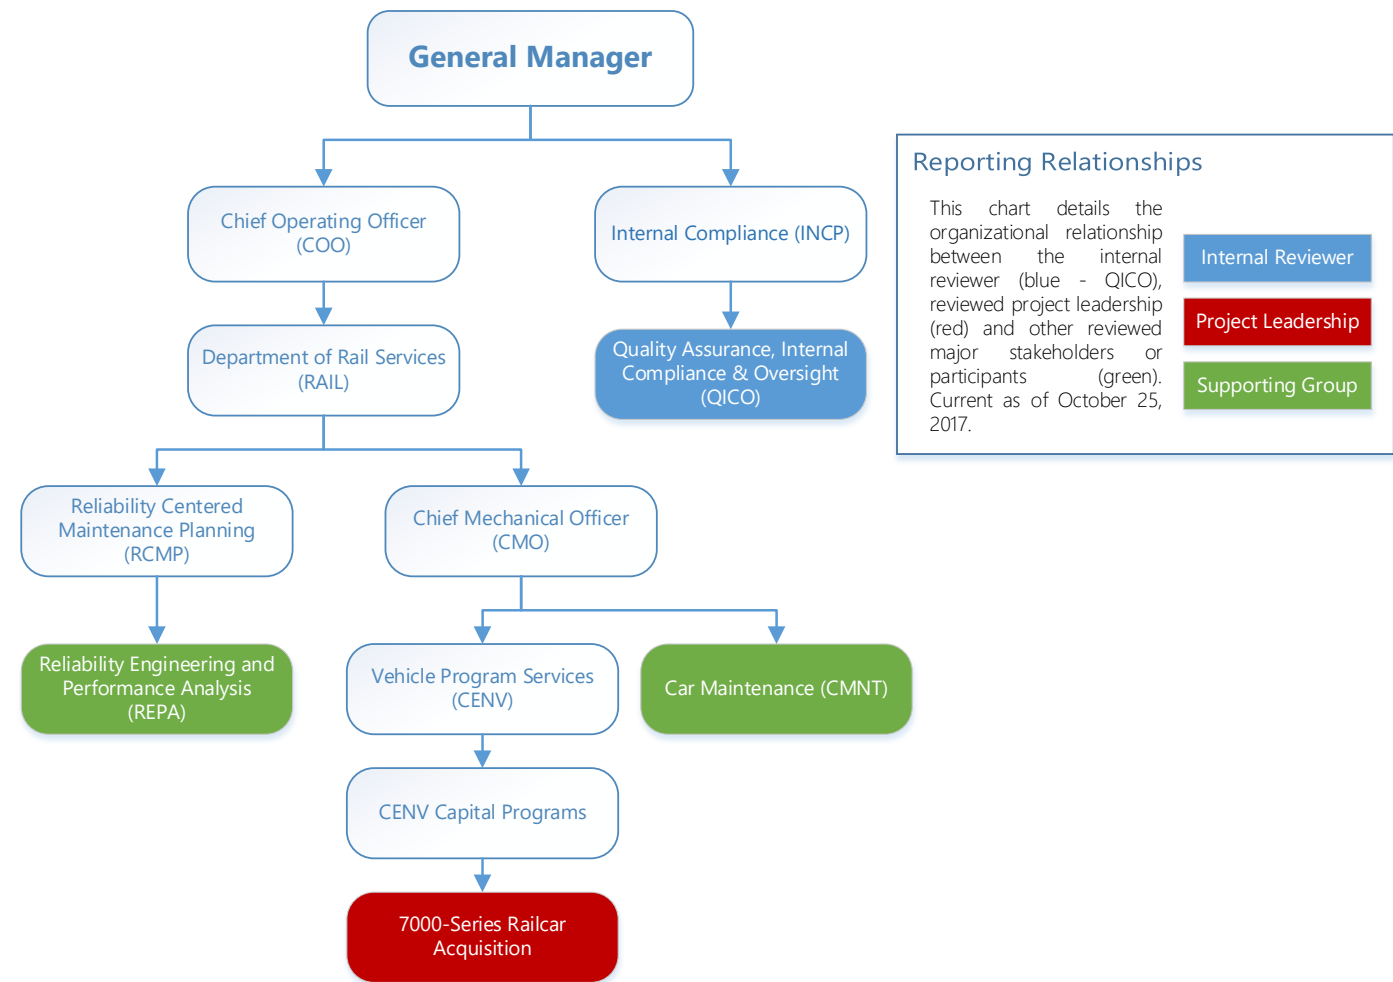 General Manager
Chief Operating Officer
(COO)
Internal Compliance (INCP)
Department of Rail Services
(RAIL)
Quality Assurance, Internal
Compliance & Oversight
(QICO)
Reporting Relationships
This chart details the
organizational relationship
between the internal
reviewer (blue - QICO),
reviewed project leadership
(red) and other reviewed
major stakeholders or
participants (green).
Current as of October 25,
2017.
Internal Reviewer
Project Leadership
Supporting Group
Reliability Centered
Maintenance Planning
(RCMP)
Chief Mechanical Officer
(CMO)
Reliability Engineering and
Performance Analysis
(REPA)
Vehicle Program Services
(CENV)
Car Maintenance (CMNT)
CENV Capital Programs
7000-Series Railcar
Acquisition